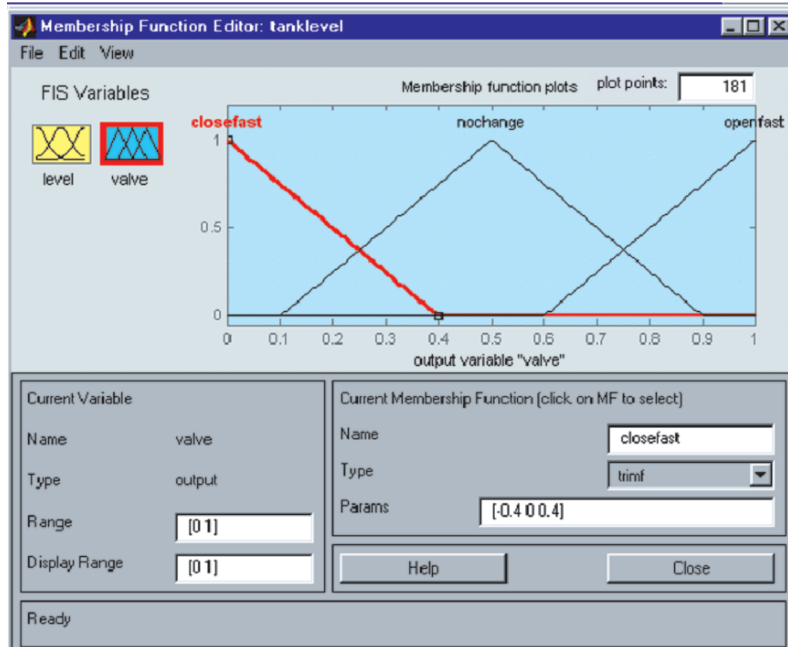 Membership Function Editor: tanklevel
File Edit View
FIS Variables
Membership function plots plot points: 181
closefast nochange openfast
level valve
1
0.5
0
0 0.1 0.2 0.3 0.4 0.5 0.6 0.7 0.8 0.9 1
output variable "valve"
Current Variable
Name valve
Type output
Range [0 1]
Display Range [0 1]
Current Membership Function (click on MF to select)
Name closefast
Type trimf
Params [-0.4 0 0.4]
Help Close
Ready